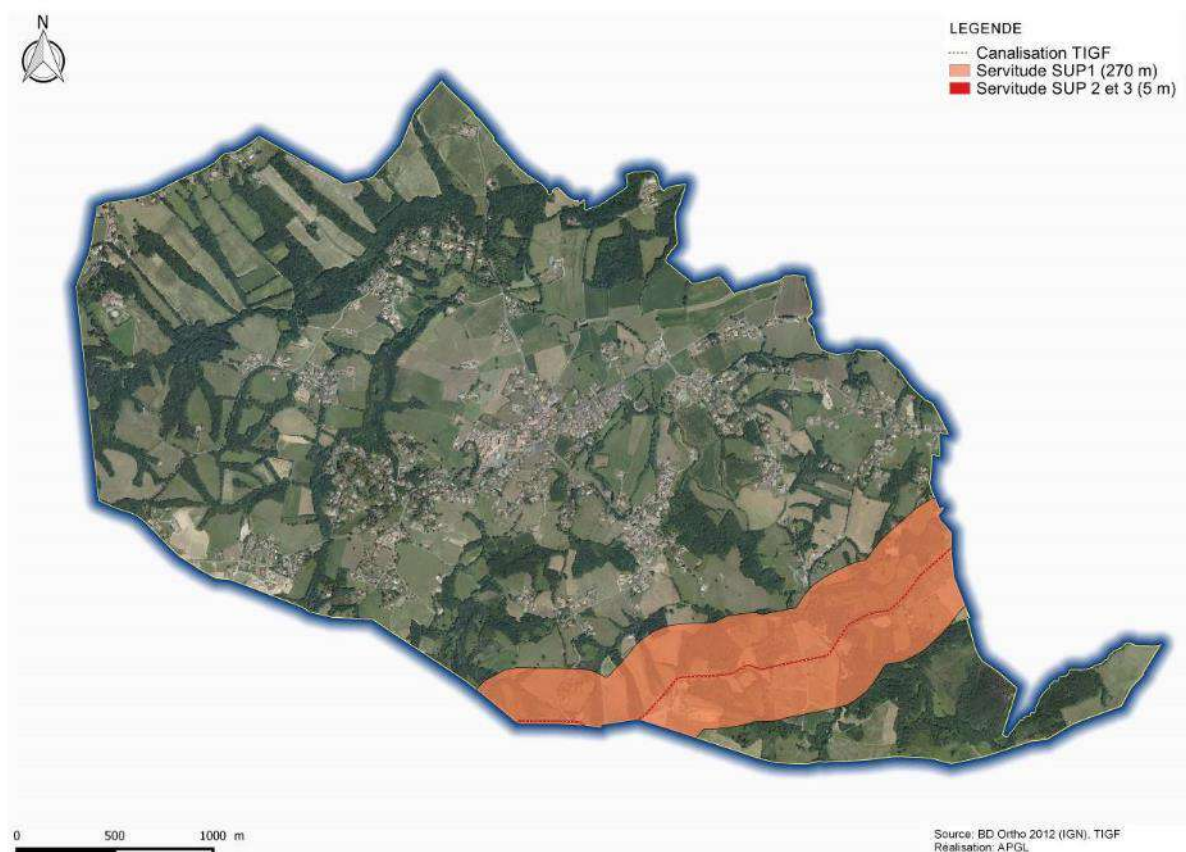 N
LEGENDE
Canalisation TIGF
Servitude SUP1 (270 m)
Servitude SUP 2 et 3 (5 m)
0 500 1000 m
Source: BD Ortho 2012 (IGN), TIGF
Réalisation: APGL